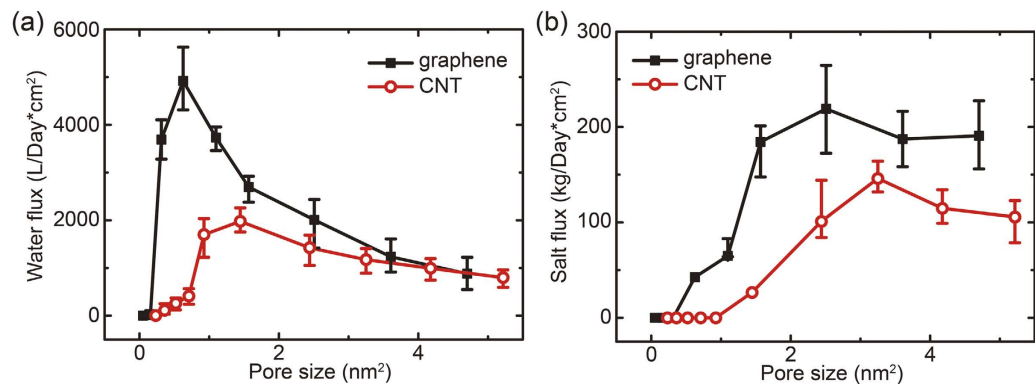 (a)
6000
4000
2000
0
Water flux (L/Day*cm²)
graphene
CNT
0 2 4
Pore size (nm²)
(b)
300
200
100
0
Salt flux (kg/Day*cm²)
graphene
CNT
0 2 4
Pore size (nm²)